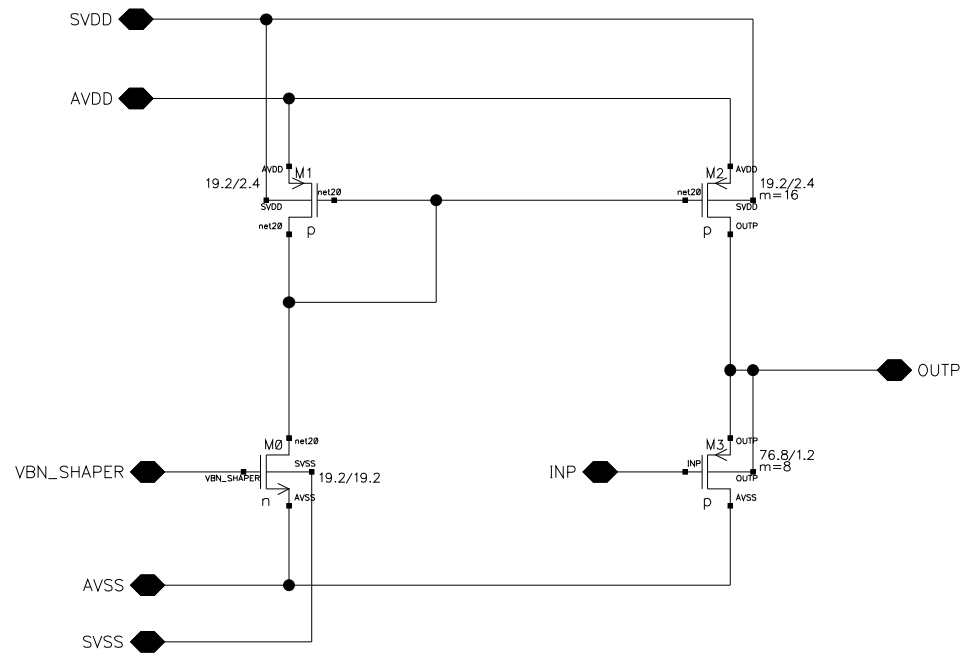 SVDD
AVDD
AVDD M1
19.2/2.4
net20
SVDD
net20
p
M2 AVDD
19.2/2.4
net20
m=16
SVDD
OUTP
p
OUTP
M0 net20
SVSS
VBN_SHAPER
VBN_SHAPER
19.2/19.2
AVSS
n
M3 OUTP
76.8/1.2
INP
INP
m=8
OUTP
AVSS
p
AVSS
SVSS